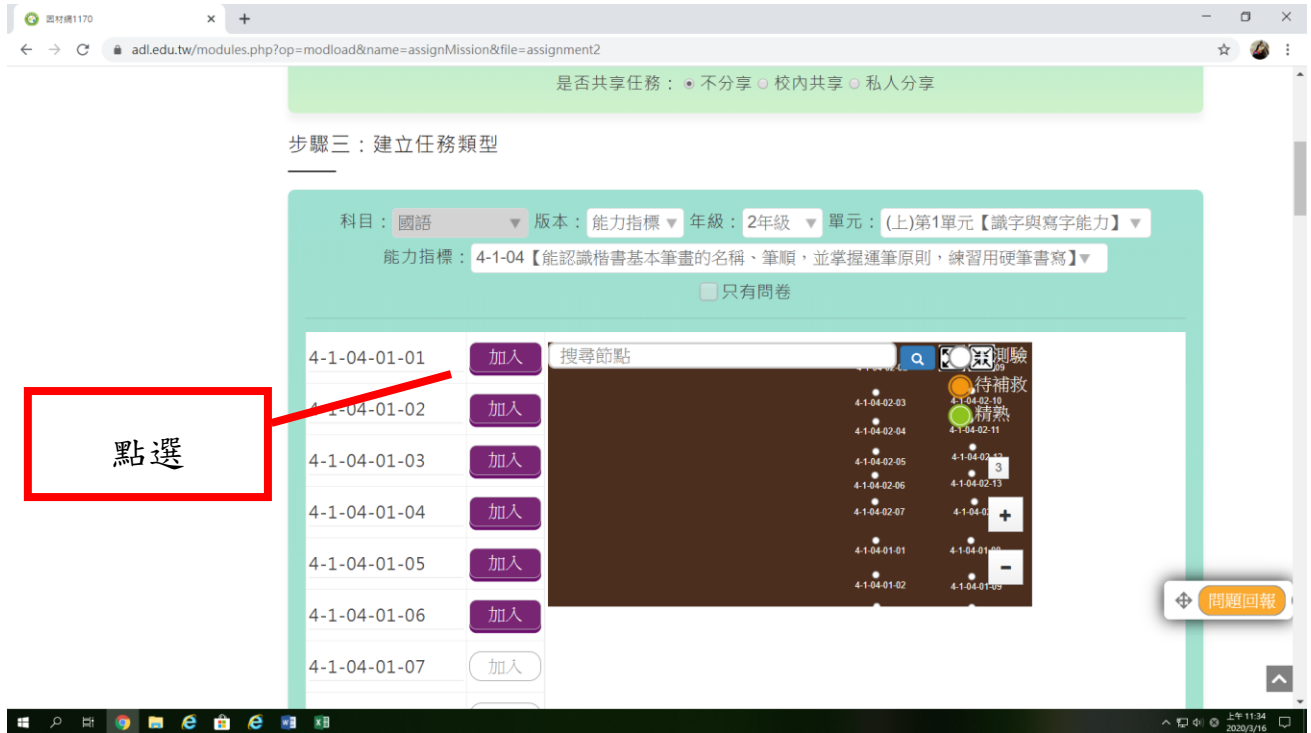 因材網1170
adl.edu.tw/modules.php?op=modload&name=assignMission&file=assignment2
是否共享任務： 不分享 校內共享 私人分享
步驟三：建立任務類型
科目： 國語 版本： 能力指標 年級： 2年級 單元： (上)第1單元【識字與寫字能力】
能力指標： 4-1-04【能認識楷書基本筆畫的名稱、筆順，並掌握運筆原則，練習用硬筆書寫】
只有問卷
4-1-04-01-01 加入
4-1-04-01-02 加入
4-1-04-01-03 加入
4-1-04-01-04 加入
4-1-04-01-05 加入
4-1-04-01-06 加入
4-1-04-01-07 加入
點選
搜尋節點
測驗
待補救
精熟
4-1-04-02-03 4-1-04-02-10
4-1-04-02-04 4-1-04-02-11
4-1-04-02-05
3
4-1-04-02-06 4-1-04-02-13
4-1-04-02-07
+
4-1-04-01-01
−
4-1-04-01-02 4-1-04-01-09
問題回報
上午 11:34
2020/3/16